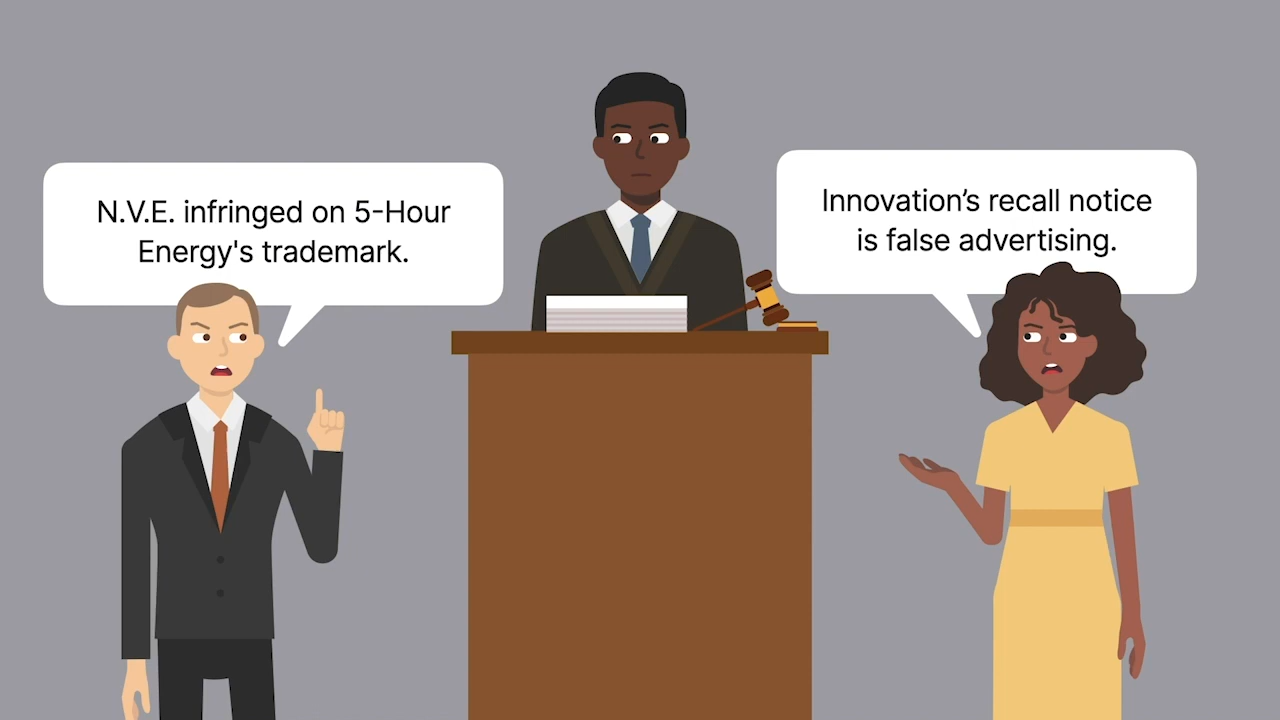 N.V.E. infringed on 5-Hour
Energy's trademark.
Innovation’s recall notice
is false advertising.